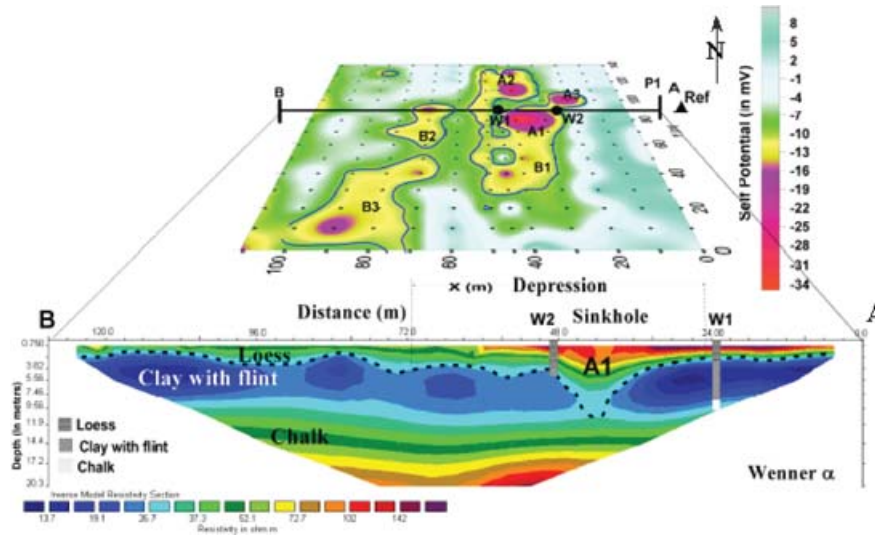 8
5
2
-1
-4
-7
-10
-13
-15
-16
-19
-22
-25
-28
-31
-34
Self Potential (in mV)
N
A
Ref
P1
B
A2
A3
W1
W2
A1
B2
B1
B3
100
80
60
40
20
0
x (m)
Depression
Distance (m)
Sinkhole
B
A
W2
W1
120.0
96.0
72.0
48.0
24.00
0.0
Depth (in meters)
0.750
3.62
5.56
7.46
9.56
11.9
14.4
17.2
20.3
Loess
A1
Clay with flint
Chalk
Loess
Clay with flint
Chalk
Wenner α
Inverse Model Resistivity Section
13.7
19.1
26.7
37.3
52.1
72.7
102
142
Resistivity in ohm.m